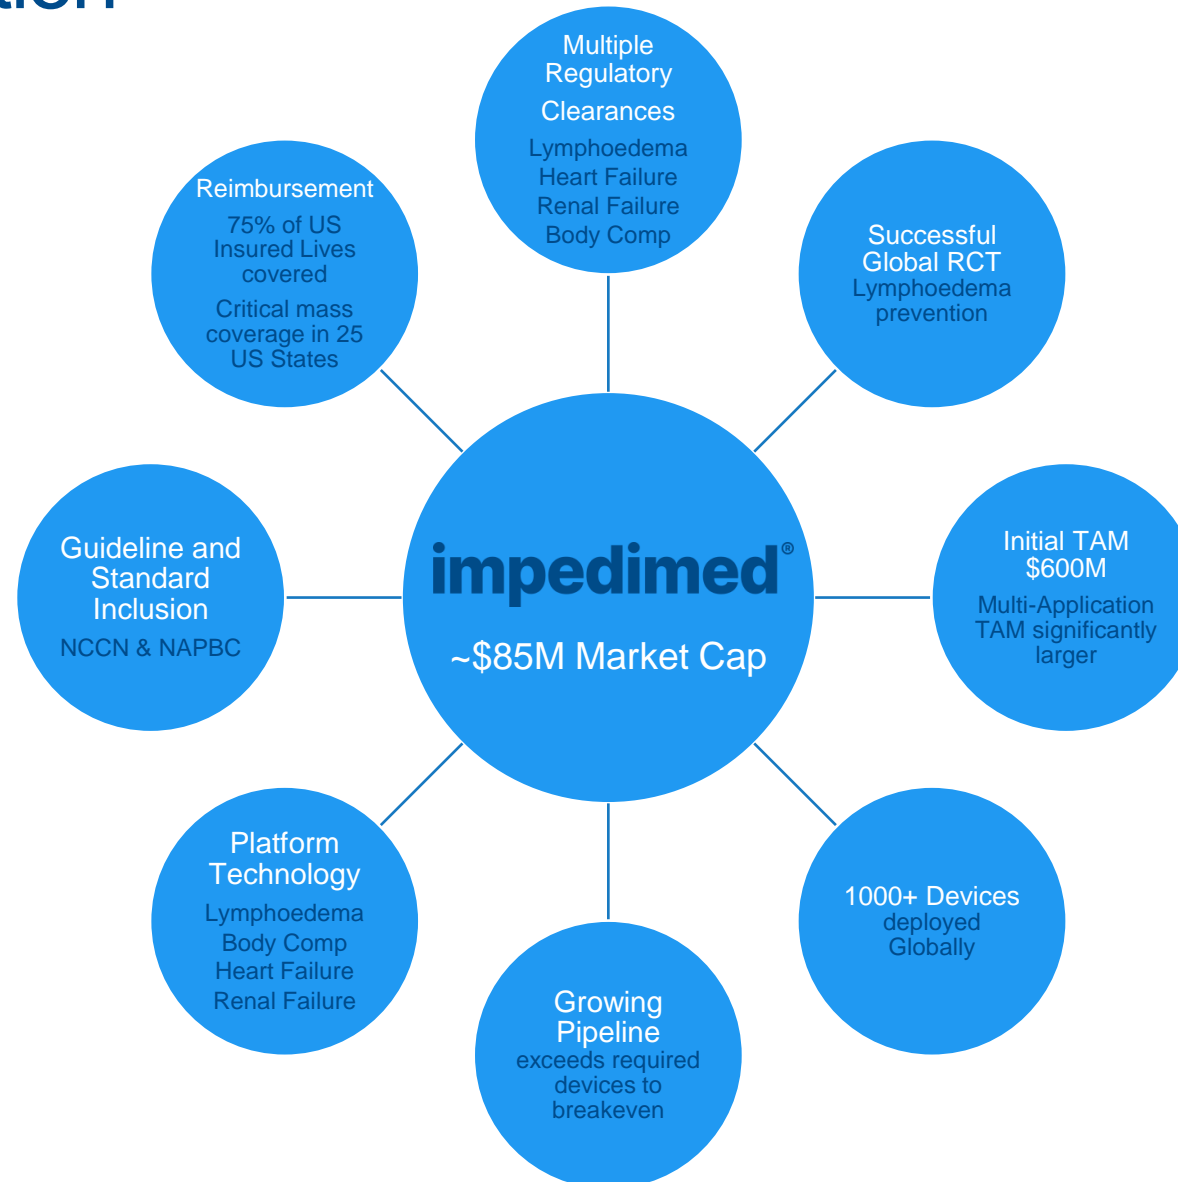 Multiple
Regulatory
Clearances
Lymphoedema
Heart Failure
Renal Failure
Body Comp
Reimbursement
75% of US
Insured Lives
covered
Critical mass
coverage in 25
US States
Successful
Global RCT
Lymphoedema
prevention
Guideline and
Standard
Inclusion
NCCN & NAPBC
impedimed®
~$85M Market Cap
Initial TAM
$600M
Multi-Application
TAM significantly
larger
Platform
Technology
Lymphoedema
Body Comp
Heart Failure
Renal Failure
1000+ Devices
deployed
Globally
Growing
Pipeline
exceeds required
devices to
breakeven